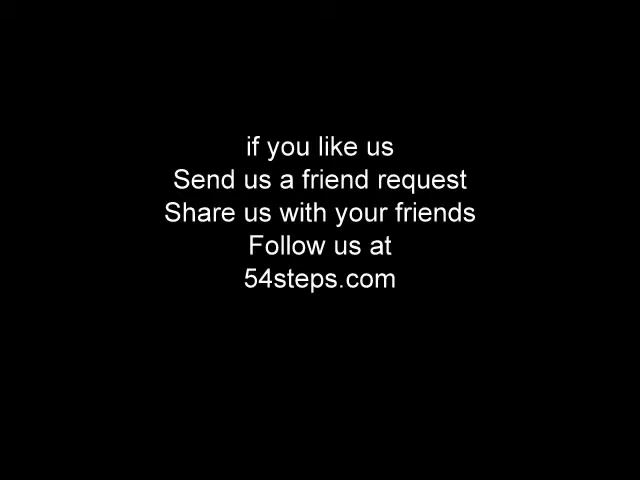 if you like us
Send us a friend request
Share us with your friends
Follow us at
54steps.com